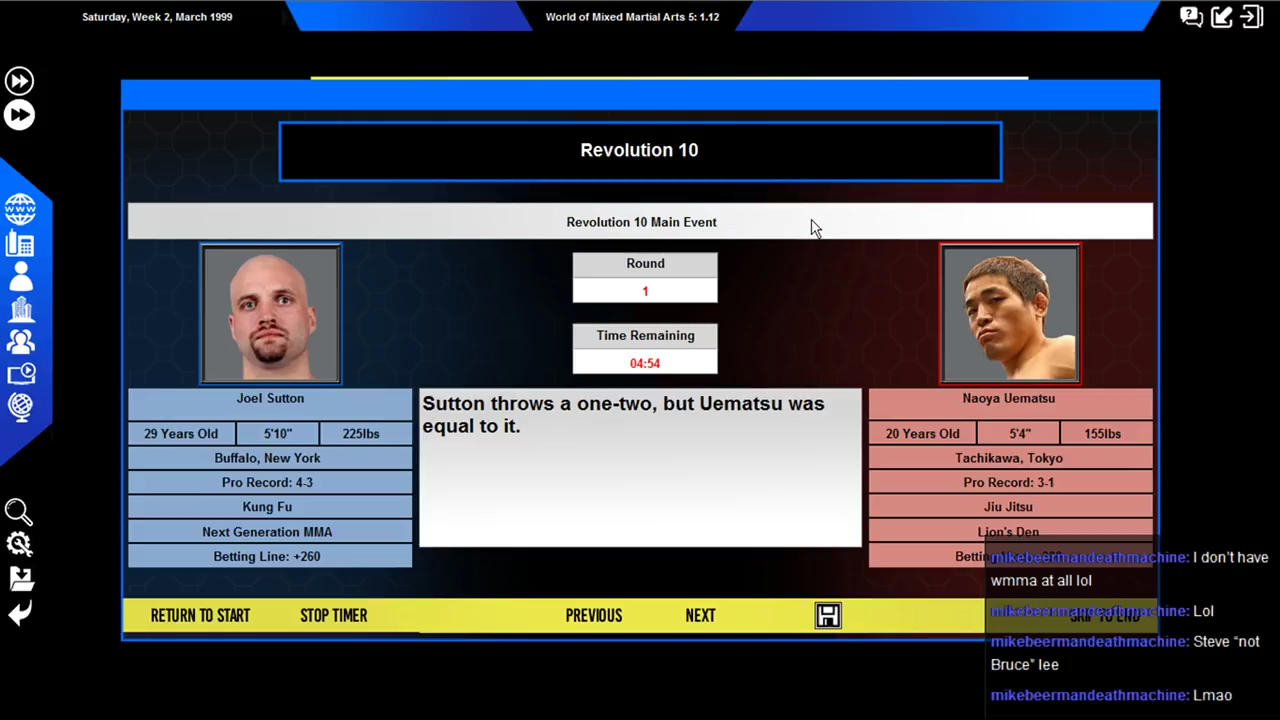 Saturday, Week 2, March 1999
World of Mixed Martial Arts 5: 1.12
Revolution 10
Revolution 10 Main Event
Round
1
Time Remaining
04:54
Joel Sutton
29 Years Old
5'10"
225lbs
Buffalo, New York
Pro Record: 4-3
Kung Fu
Next Generation MMA
Betting Line: +260
Sutton throws a one-two, but Uematsu was
equal to it.
Naoya Uematsu
20 Years Old
5'4"
155lbs
Tachikawa, Tokyo
Pro Record: 3-1
Jiu Jitsu
Lion's Den
mikebeermandeathmachine: I don't have
wmma at all lol
mikebeermandeathmachine: Lol
mikebeermandeathmachine: Steve “not
Bruce” lee
mikebeermandeathmachine: Lmao
RETURN TO START
STOP TIMER
PREVIOUS
NEXT
SKIP TO END